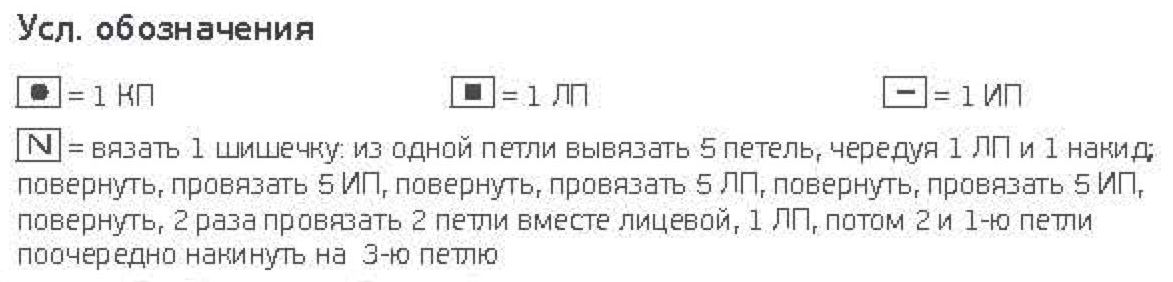 Усл. обозначения
● = 1 КП ■ = 1 ЛП – = 1 ИП
N = вязать 1 шишечку: из одной петли вывязать 5 петель, чередуя 1 ЛП и 1 накид;
повернуть, провязать 5 ИП, повернуть, провязать 5 ЛП, повернуть, провязать 5 ИП,
повернуть, 2 раза провязать 2 петли вместе лицевой, 1 ЛП, потом 2 и 1-ю петли
поочередно накинуть на 3-ю петлю